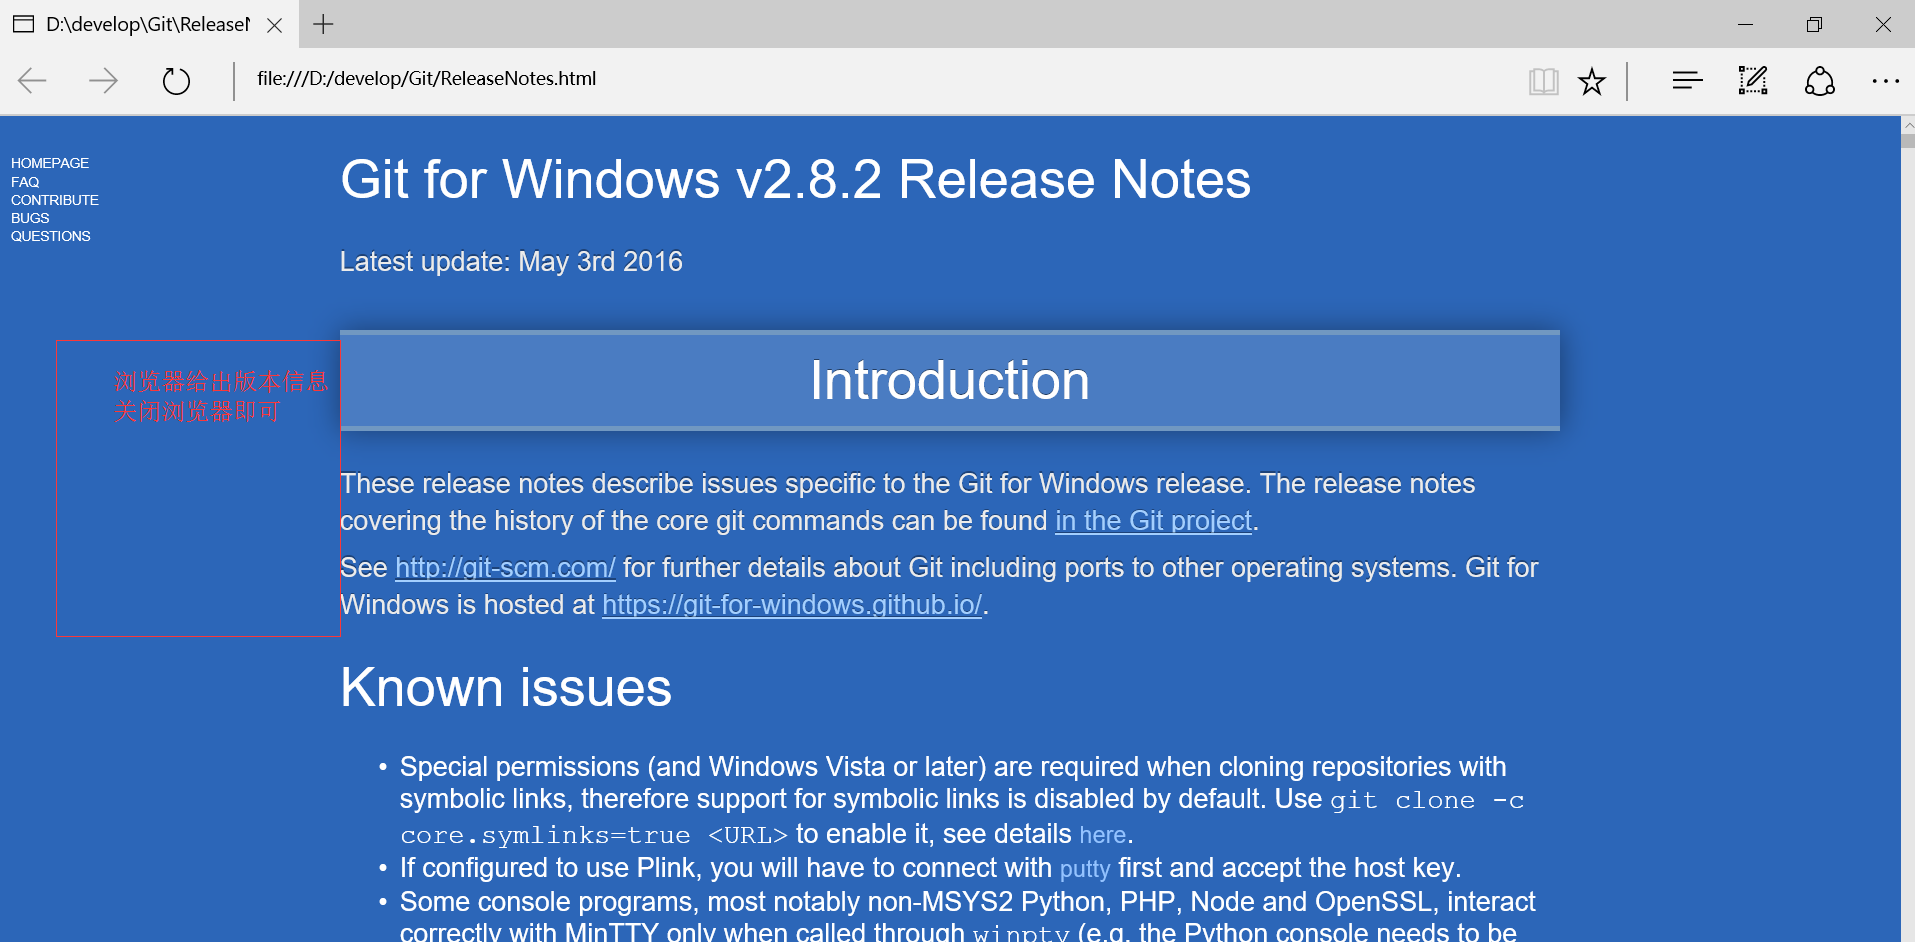 D:\develop\Git\Release
file:///D:/develop/Git/ReleaseNotes.html
HOMEPAGE
FAQ
CONTRIBUTE
BUGS
QUESTIONS
Git for Windows v2.8.2 Release Notes
Latest update: May 3rd 2016
浏览器给出版本信息
关闭浏览器即可
Introduction
These release notes describe issues specific to the Git for Windows release. The release notes
covering the history of the core git commands can be found in the Git project.
See http://git-scm.com/ for further details about Git including ports to other operating systems. Git for
Windows is hosted at https://git-for-windows.github.io/.
Known issues
• Special permissions (and Windows Vista or later) are required when cloning repositories with
symbolic links, therefore support for symbolic links is disabled by default. Use git clone -c
core.symlinks=true <URL> to enable it, see details here.
• If configured to use Plink, you will have to connect with putty first and accept the host key.
• Some console programs, most notably non-MSYS2 Python, PHP, Node and OpenSSL, interact
correctly with MinTTY only when called through winpty (e.g. the Python console needs to be